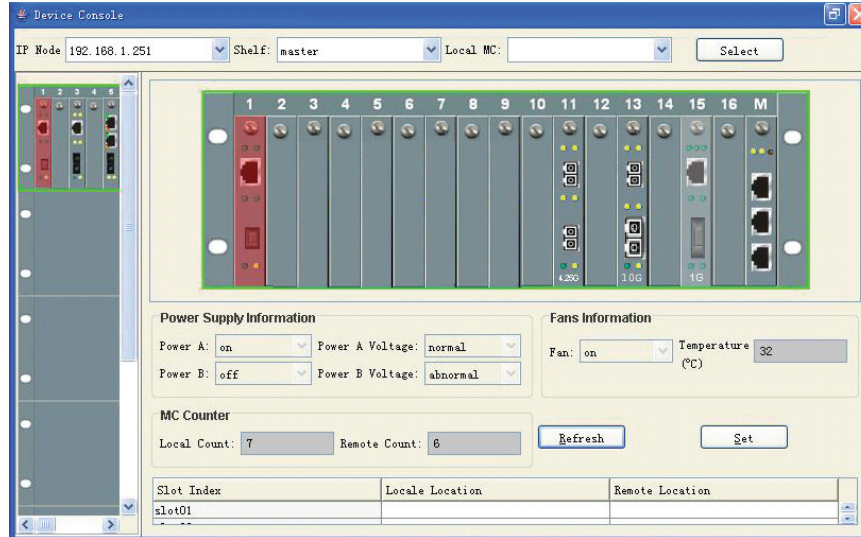 Device Console
IP Node 192.168.1.251 Shelf: master Local MC: Select
1 2 3 4 5
1 2 3 4 5 6 7 8 9 10 11 12 13 14 15 16 M
4.25G 10G 1G
Power Supply Information
Power A: on Power A Voltage: normal
Power B: off Power B Voltage: abnormal
Fans Information
Fan: on Temperature (ºC) 32
MC Counter
Local Count: 7 Remote Count: 6
Refresh Set
Slot Index Locale Location Remote Location
slot01